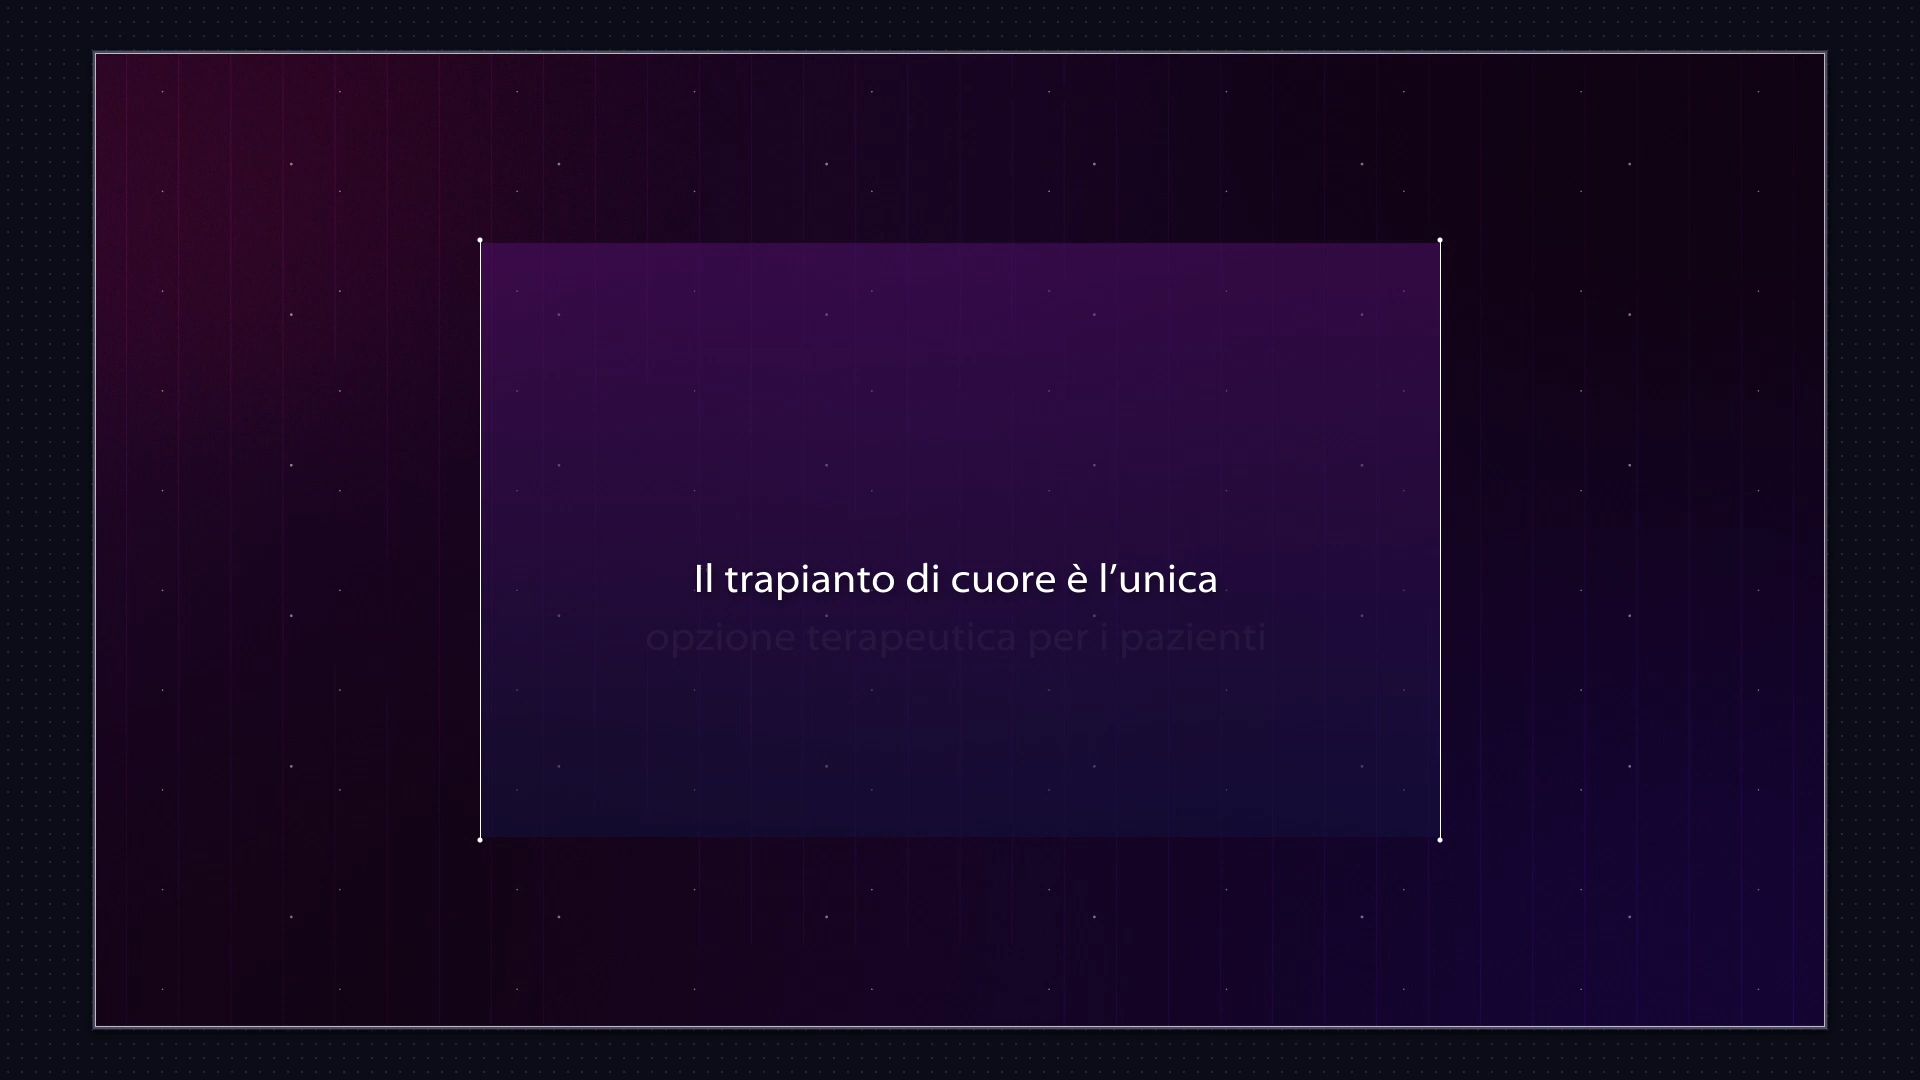 Il trapianto di cuore è l’unica
opzione terapeutica per i pazienti